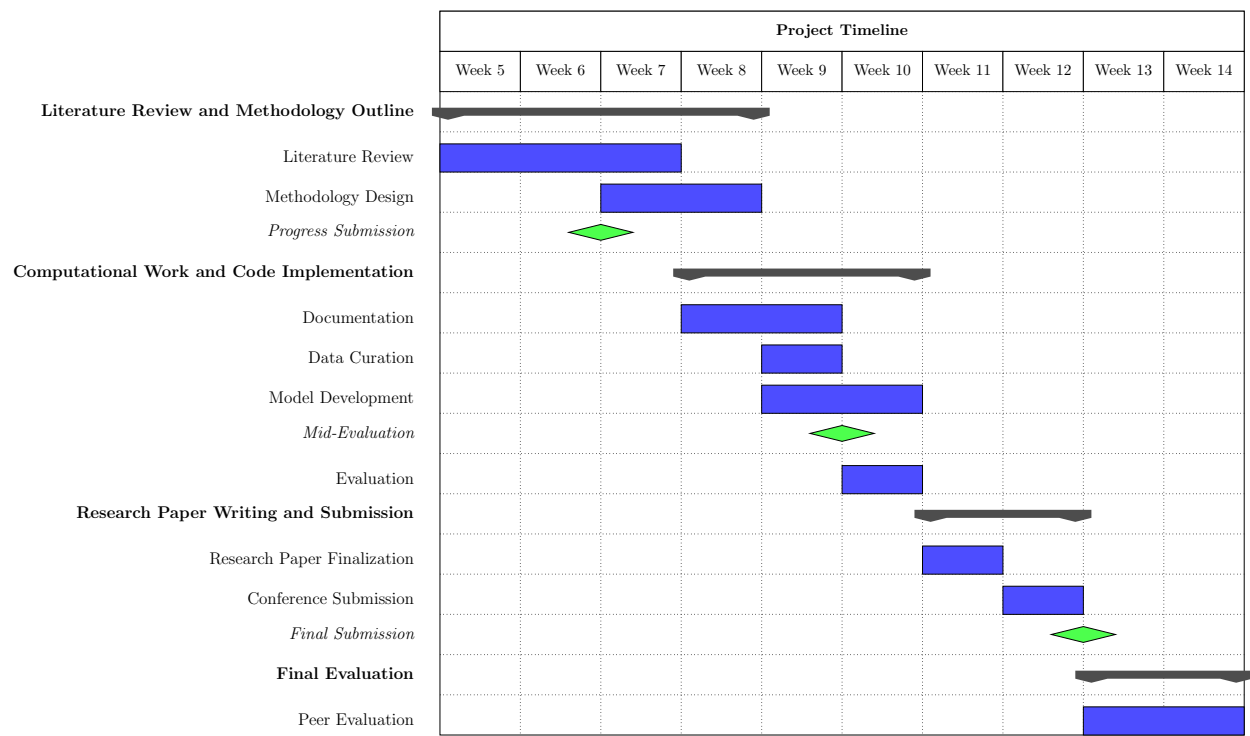 Project Timeline
Week 5 Week 6 Week 7 Week 8 Week 9 Week 10 Week 11 Week 12 Week 13 Week 14
Literature Review and Methodology Outline
Literature Review
Methodology Design
Progress Submission
Computational Work and Code Implementation
Documentation
Data Curation
Model Development
Mid-Evaluation
Evaluation
Research Paper Writing and Submission
Research Paper Finalization
Conference Submission
Final Submission
Final Evaluation
Peer Evaluation